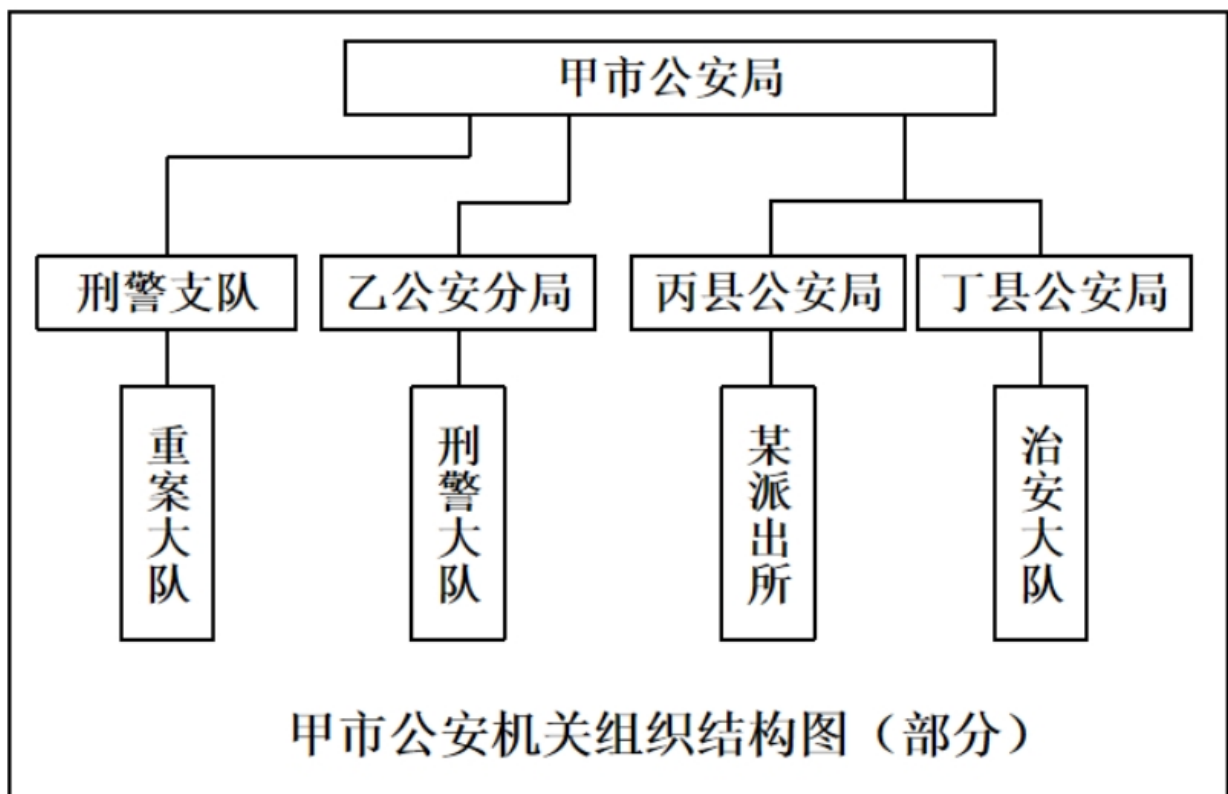 甲市公安局
刑警支队
乙公安分局
丙县公安局
丁县公安局
重案大队
刑警大队
某派出所
治安大队
甲市公安机关组织结构图（部分）